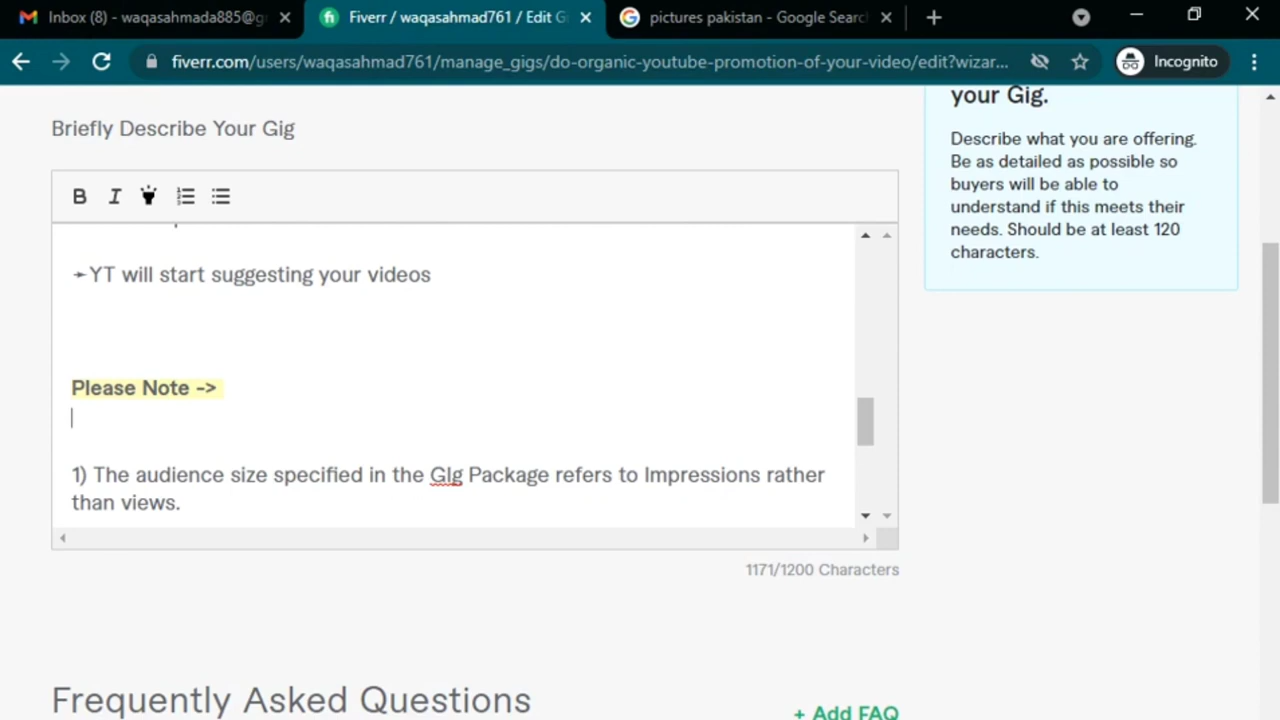 Inbox (8) - waqasahmada885@g
Fiverr / waqasahmad761 / Edit G
pictures pakistan - Google Searc
fiverr.com/users/waqasahmad761/manage_gigs/do-organic-youtube-promotion-of-your-video/edit?wizar...
Incognito
your Gig.
Describe what you are offering.
Be as detailed as possible so
buyers will be able to
understand if this meets their
needs. Should be at least 120
characters.
Briefly Describe Your Gig
B I
➛YT will start suggesting your videos
Please Note ->
1) The audience size specified in the GIg Package refers to Impressions rather
than views.
1171/1200 Characters
Frequently Asked Questions
+ Add FAQ